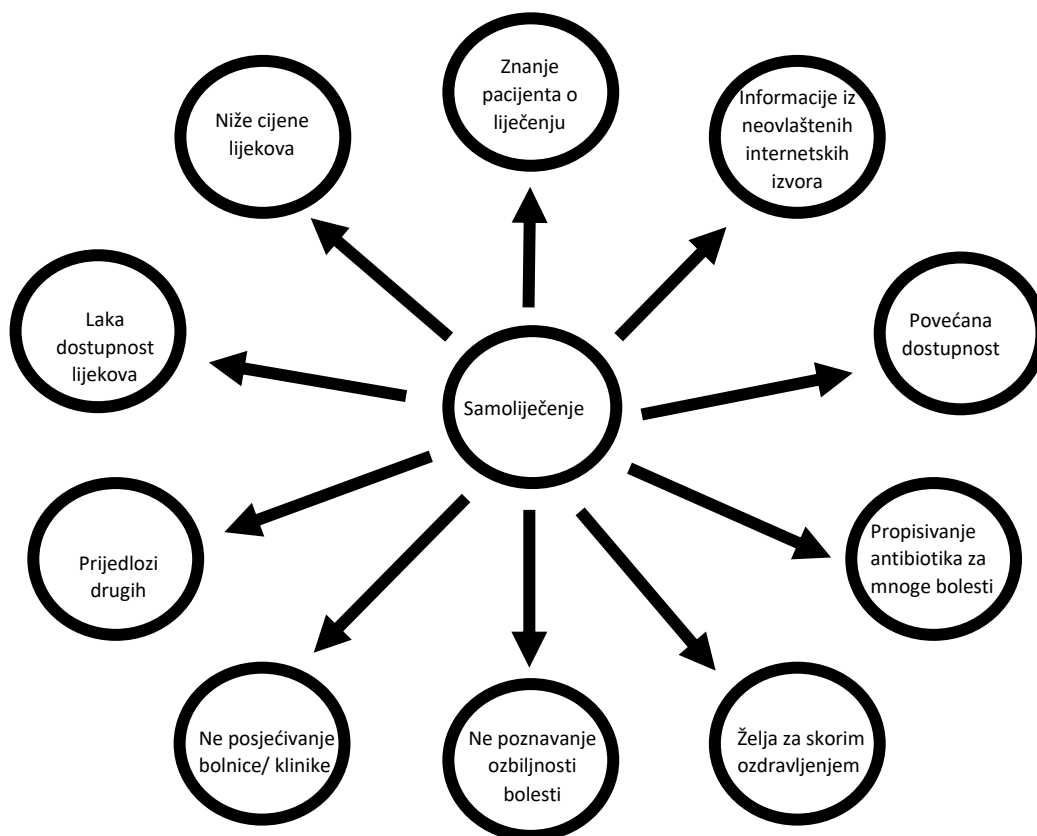 Znanje
pacijenta o
liječenju
Informacije iz
neovlaštenih
internetskih
izvora
Niže cijene
lijekova
Laka
dostupnost
lijekova
Povećana
dostupnost
Samoliječenje
Prijedlozi
drugih
Propisivanje
antibiotika za
mnoge bolesti
Ne posjećivanje
bolnice/ klinike
Ne poznavanje
ozbiljnosti
bolesti
Želja za skorim
ozdravljenjem